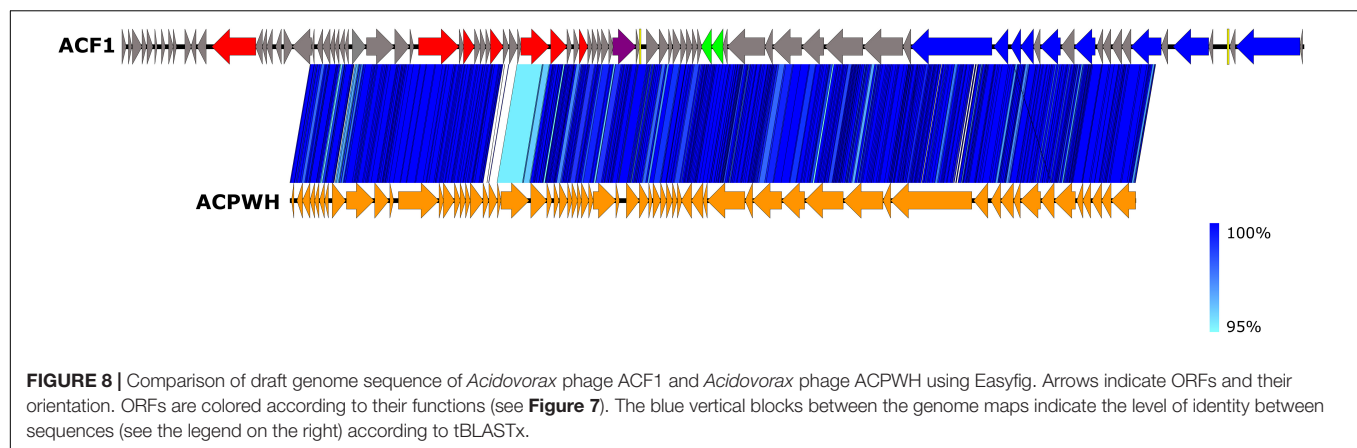 ACF1
ACPWH
100%
95%
FIGURE 8 | Comparison of draft genome sequence of Acidovorax phage ACF1 and Acidovorax phage ACPWH using Easyfig. Arrows indicate ORFs and their
orientation. ORFs are colored according to their functions (see Figure 7). The blue vertical blocks between the genome maps indicate the level of identity between
sequences (see the legend on the right) according to tBLASTx.